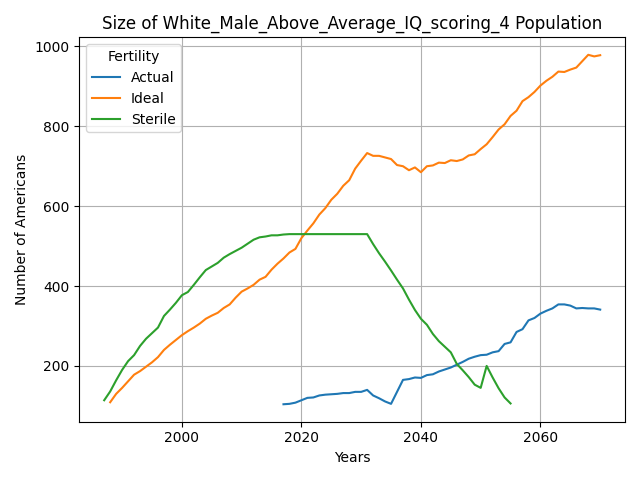 Size of White_Male_Above_Average_IQ_scoring_4 Population
Fertility
Actual
Ideal
Sterile
Number of Americans
1000
800
600
400
200
2000
2020
2040
2060
Years